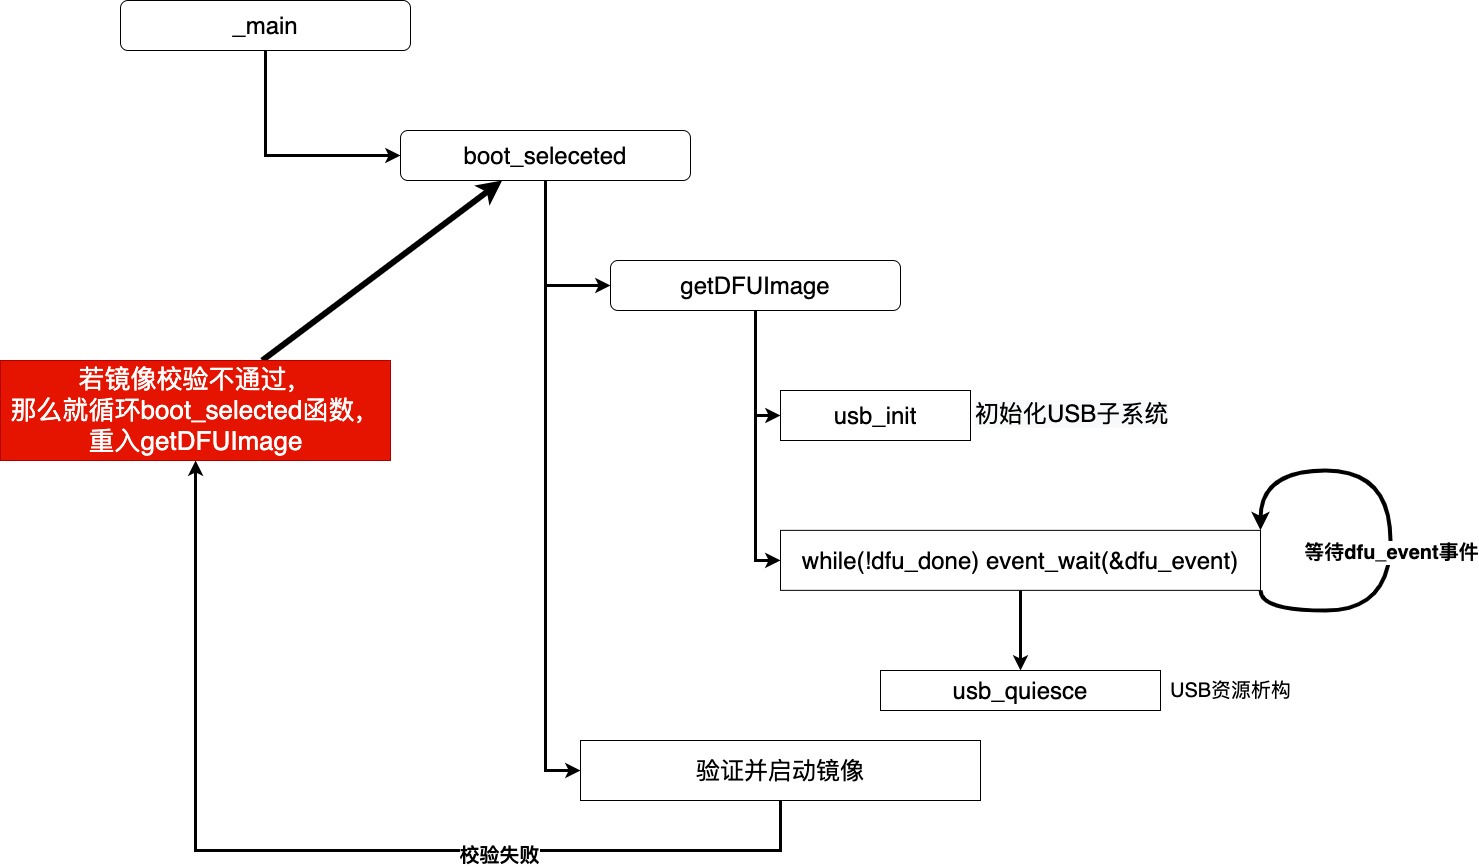 _main
boot_seleceted
getDFUImage
若镜像校验不通过，
那么就循环boot_selected函数，
重入getDFUImage
usb_init
初始化USB子系统
while(!dfu_done) event_wait(&dfu_event)
等待dfu_event事件
usb_quiesce
USB资源析构
验证并启动镜像
校验失败